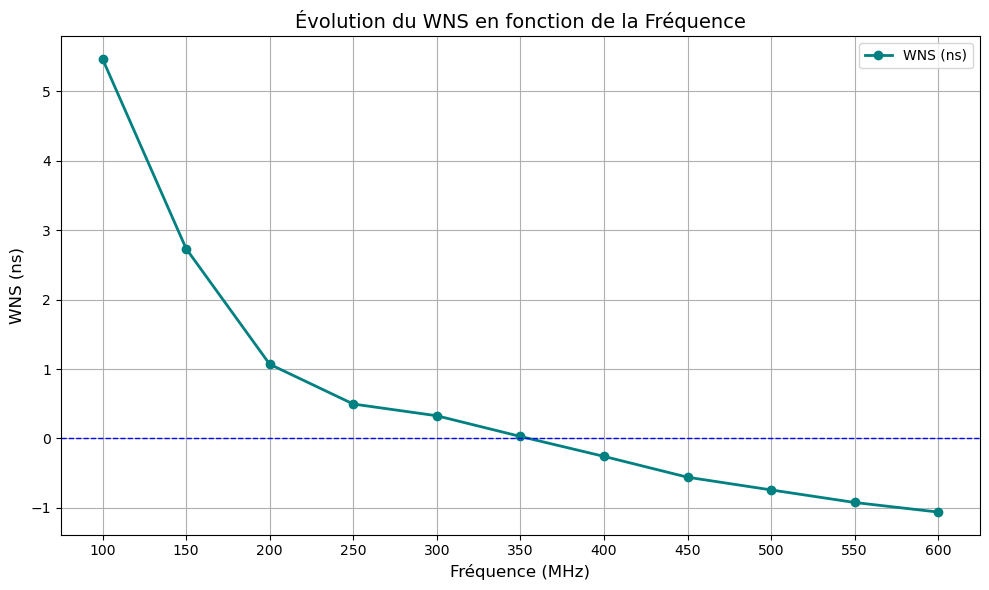 Évolution du WNS en fonction de la Fréquence
WNS (ns)
5
4
3
2
1
0
−1
WNS (ns)
100 150 200 250 300 350 400 450 500 550 600
Fréquence (MHz)